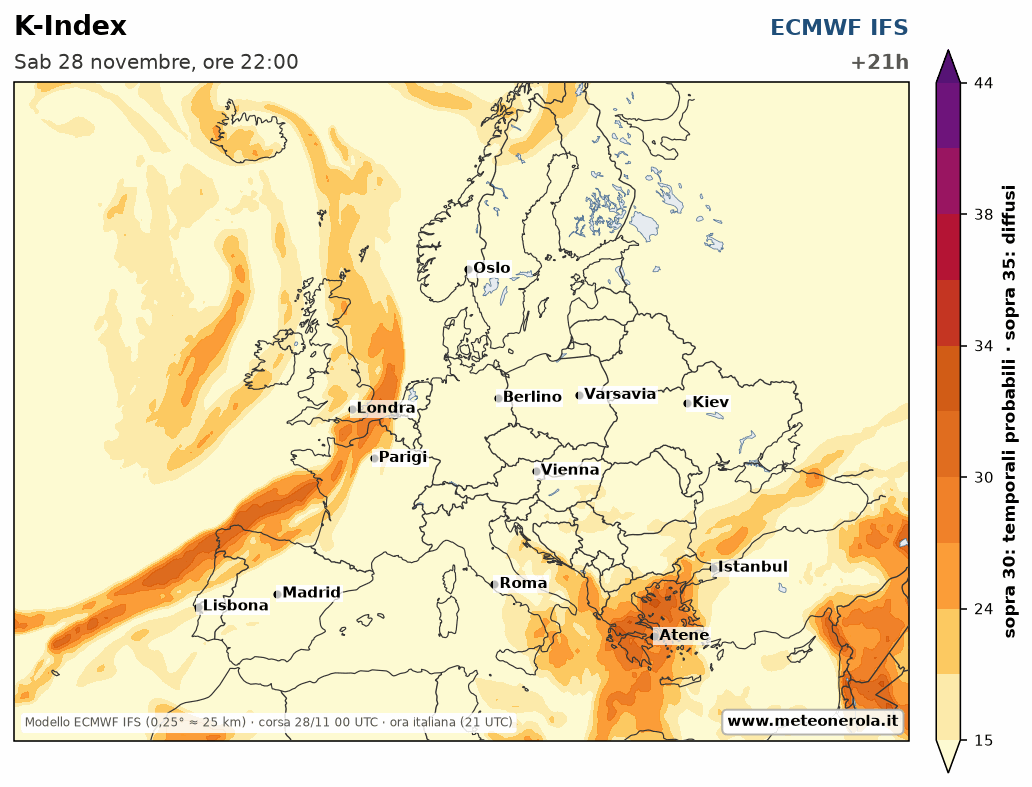 K-Index
ECMWF IFS
Sab 28 novembre, ore 22:00
+21h
44
38
34
30
24
15
sopra 30: temporali probabili · sopra 35: diffusi
Oslo
Londra
Berlino
Varsavia
Kiev
Parigi
Vienna
Istanbul
Roma
Madrid
Lisbona
Atene
Modello ECMWF IFS (0,25° ≈ 25 km) · corsa 28/11 00 UTC · ora italiana (21 UTC)
www.meteonerola.it